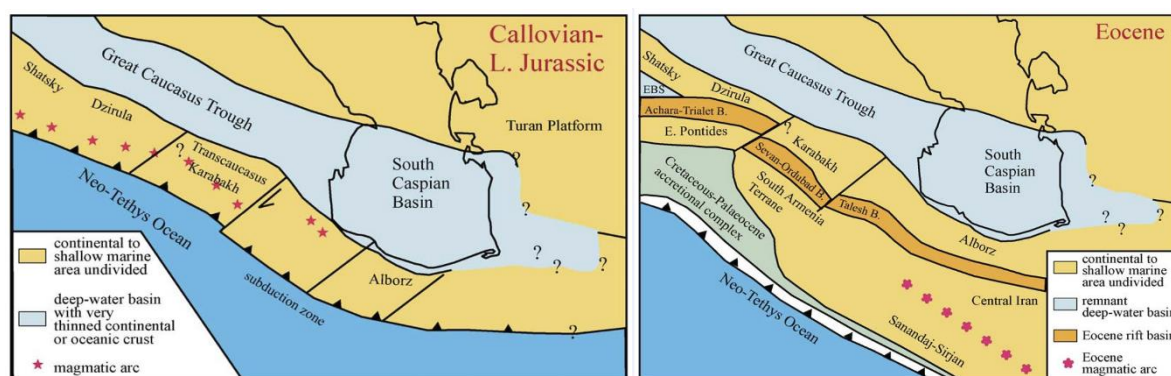 Callovian-
L. Jurassic
Great Caucasus Trough
Shatsky
Dzirula
Turan Platform
?
Transcaucasus
Karabakh
South
Caspian
Basin
?
?
?
?
Neo-Tethys Ocean
Alborz
subduction zone
?
continental to
shallow marine
area undivided
deep-water basin
with very
thinned continental
or oceanic crust
magmatic arc
Eocene
Great Caucasus Trough
Shatsky
Dzirula
EBS
Achara-Trialet B.
E. Pontides
?
Karabakh
Sevan-Ordubad B.
South Armenia
Terrane
Talesh B.
Cretaceous-Palaeocene
accretional complex
South
Caspian
Basin
?
?
?
?
Alborz
Central Iran
Sanandaj-Sirjan
Neo-Tethys Ocean
continental to
shallow marine
area undivided
remnant
deep-water basin
Eocene rift basin
Eocene
magmatic arc